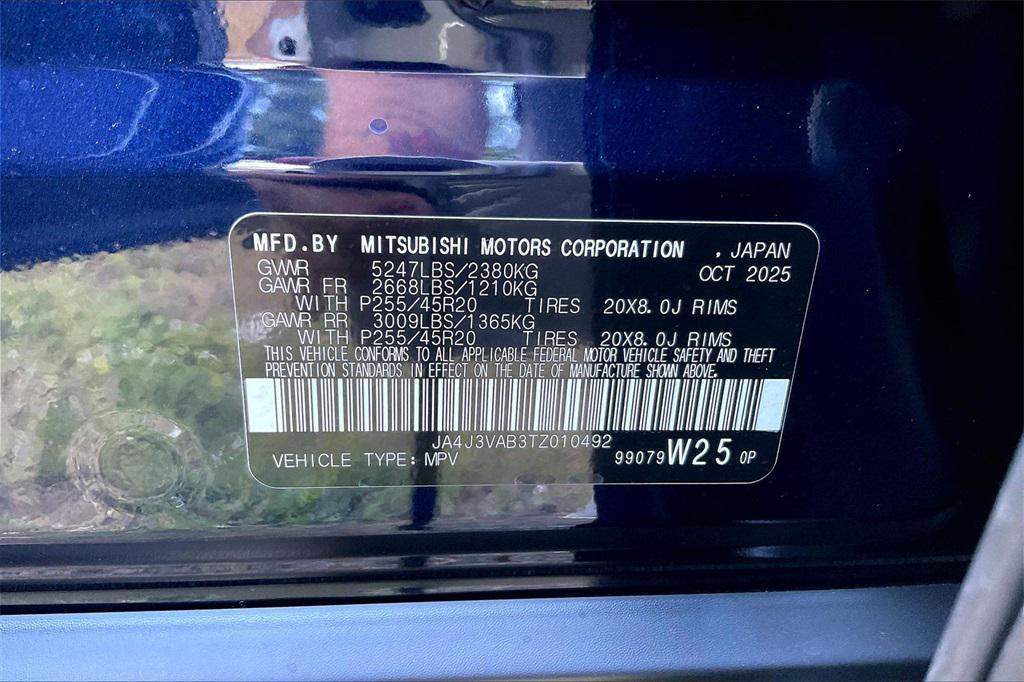 MFD.BY MITSUBISHI MOTORS CORPORATION , JAPAN
GVWR 5247LBS/2380KG OCT 2025
GAWR FR 2668LBS/1210KG
WITH P255/45R20 TIRES 20X8.0J RIMS
GAWR RR 3009LBS/1365KG
WITH P255/45R20 TIRES 20X8.0J RIMS
THIS VEHICLE CONFORMS TO ALL APPLICABLE FEDERAL MOTOR VEHICLE SAFETY AND THEFT
PREVENTION STANDARDS IN EFFECT ON THE DATE OF MANUFACTURE SHOWN ABOVE.
JA4J3VAB3TZ010492
VEHICLE TYPE: MPV 99079 W25 0P